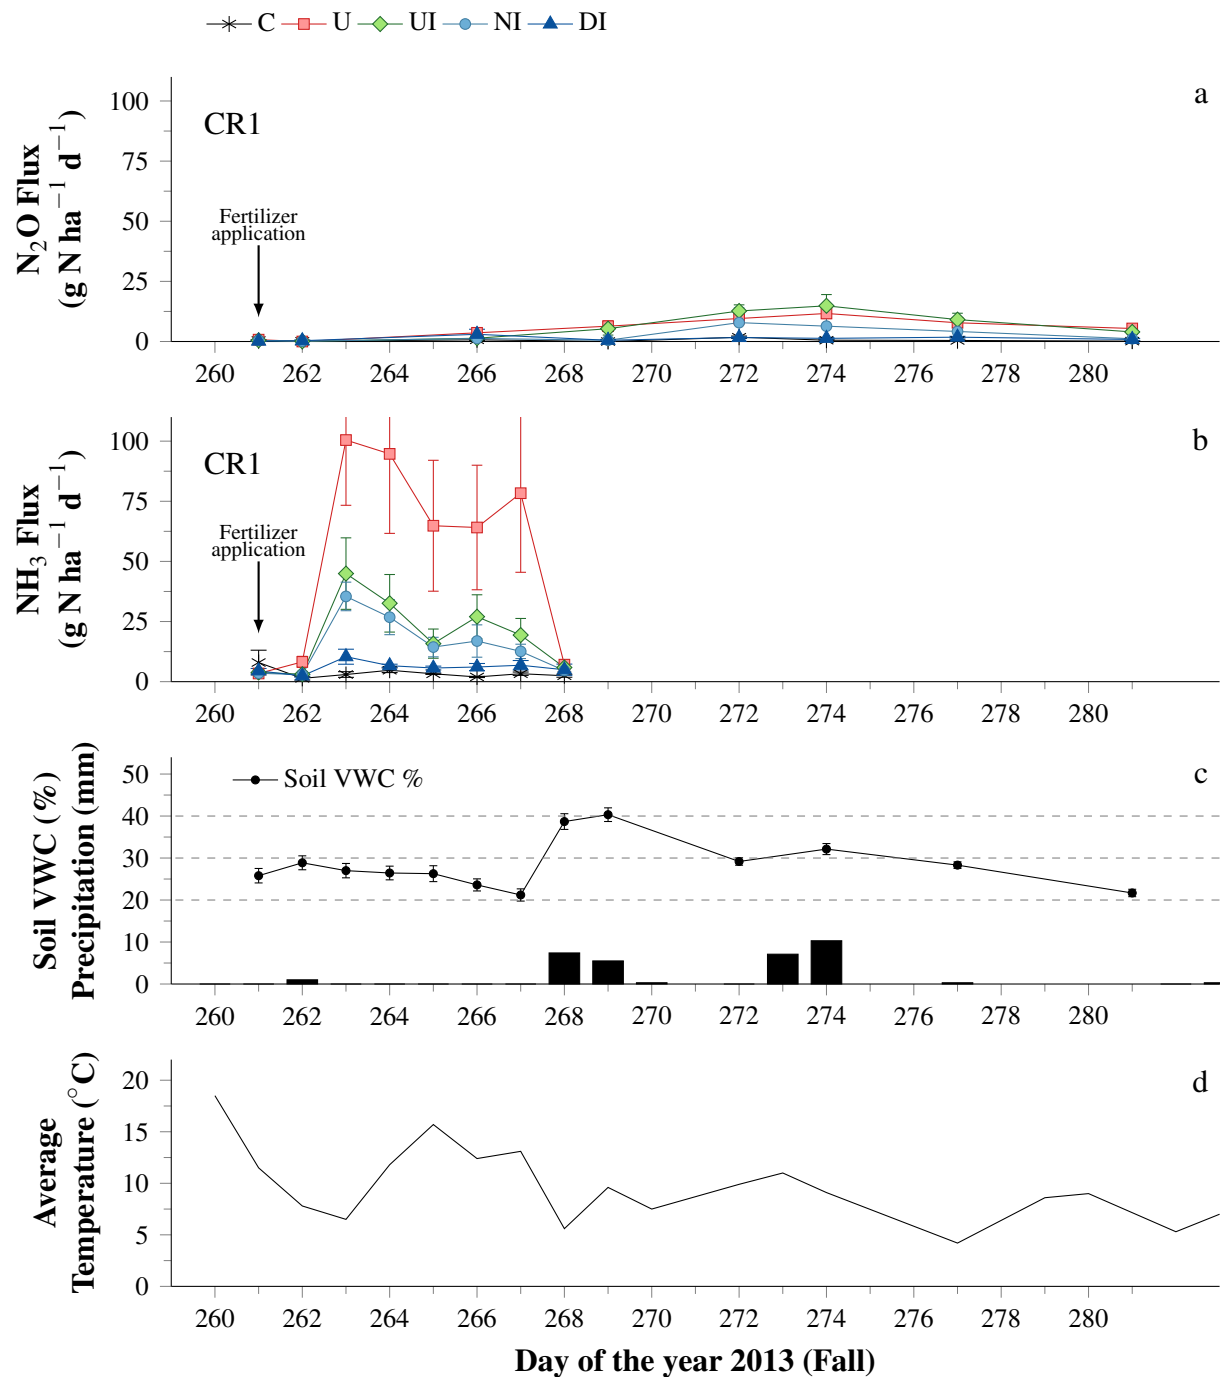 C U UI NI DI
a
100
CR1
75
50
25
0
Fertilizer
application
N₂O Flux
(g N ha⁻¹ d⁻¹)
260 262 264 266 268 270 272 274 276 278 280
b
100
CR1
75
50
25
0
Fertilizer
application
NH₃ Flux
(g N ha⁻¹ d⁻¹)
260 262 264 266 268 270 272 274 276 278 280
c
Soil VWC %
50
40
30
20
10
0
Soil VWC (%)
Precipitation (mm)
260 262 264 266 268 270 272 274 276 278 280
d
20
15
10
5
0
Average
Temperature (°C)
260 262 264 266 268 270 272 274 276 278 280
Day of the year 2013 (Fall)